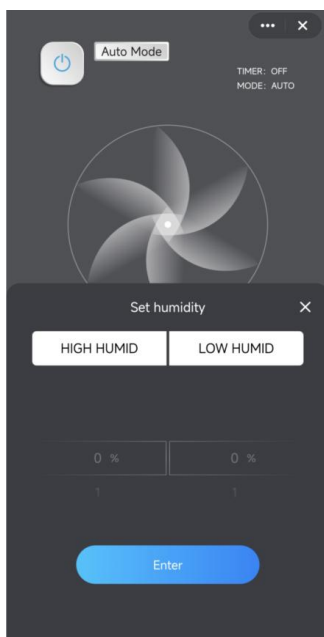 Auto Mode
TIMER: OFF
MODE: AUTO
Set humidity
HIGH HUMID
LOW HUMID
0 %
0 %
1
1
Enter